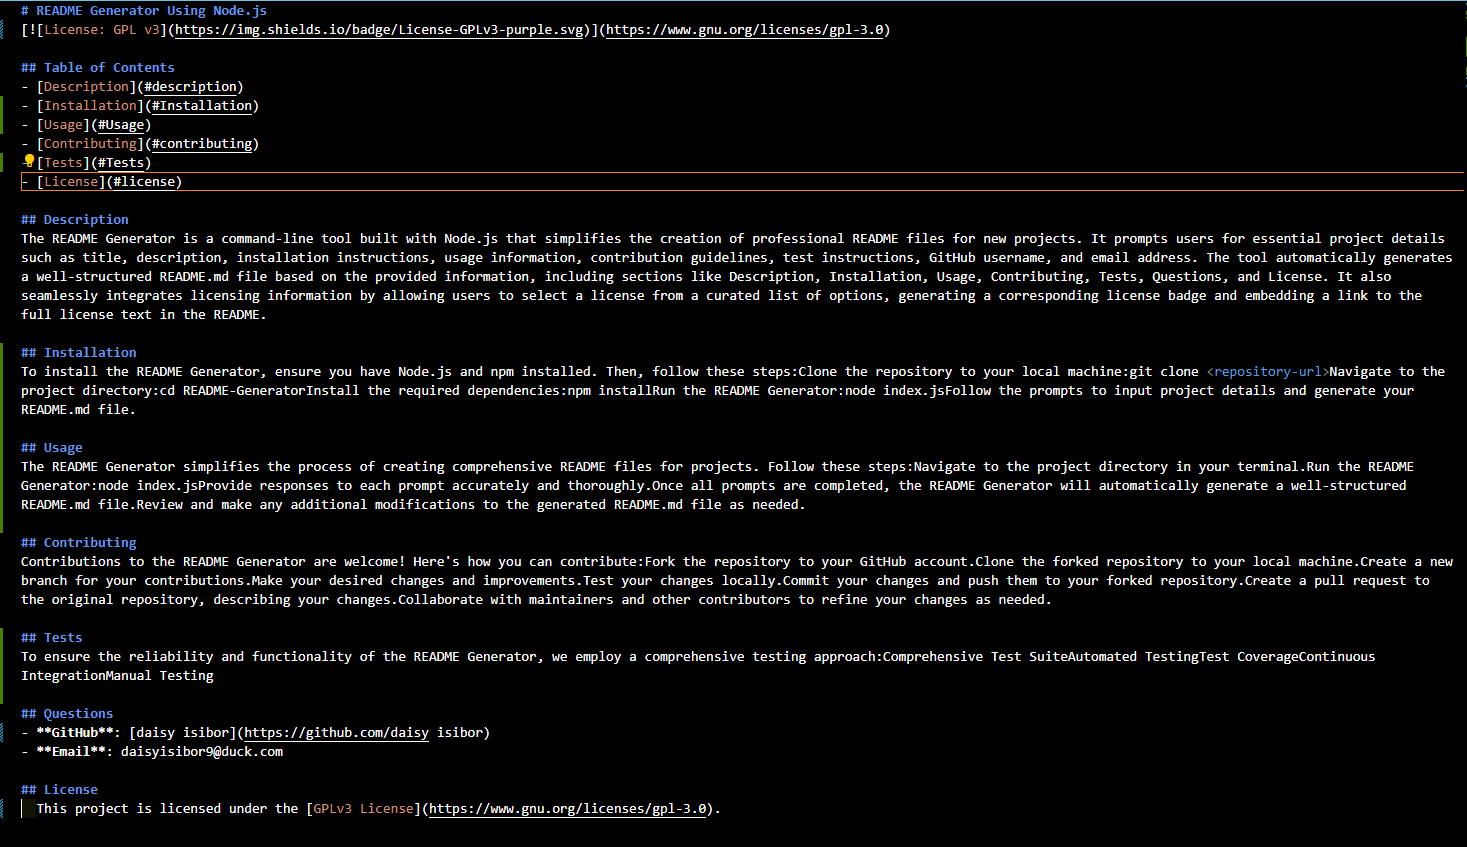 # README Generator Using Node.js
[![License: GPL v3](https://img.shields.io/badge/License-GPLv3-purple.svg)](https://www.gnu.org/licenses/gpl-3.0)
## Table of Contents
- [Description](#description)
- [Installation](#Installation)
- [Usage](#Usage)
- [Contributing](#contributing)
- [Tests](#Tests)
- [License](#license)
## Description
The README Generator is a command-line tool built with Node.js that simplifies the creation of professional README files for new projects. It prompts users for essential project details
such as title, description, installation instructions, usage information, contribution guidelines, test instructions, GitHub username, and email address. The tool automatically generates
a well-structured README.md file based on the provided information, including sections like Description, Installation, Usage, Contributing, Tests, Questions, and License. It also
seamlessly integrates licensing information by allowing users to select a license from a curated list of options, generating a corresponding license badge and embedding a link to the
full license text in the README.
## Installation
To install the README Generator, ensure you have Node.js and npm installed. Then, follow these steps:Clone the repository to your local machine:git clone <repository-url>Navigate to the
project directory:cd README-GeneratorInstall the required dependencies:npm installRun the README Generator:node index.jsFollow the prompts to input project details and generate your
README.md file.
## Usage
The README Generator simplifies the process of creating comprehensive README files for projects. Follow these steps:Navigate to the project directory in your terminal.Run the README
Generator:node index.jsProvide responses to each prompt accurately and thoroughly.Once all prompts are completed, the README Generator will automatically generate a well-structured
README.md file.Review and make any additional modifications to the generated README.md file as needed.
## Contributing
Contributions to the README Generator are welcome! Here's how you can contribute:Fork the repository to your GitHub account.Clone the forked repository to your local machine.Create a new
branch for your contributions.Make your desired changes and improvements.Test your changes locally.Commit your changes and push them to your forked repository.Create a pull request to
the original repository, describing your changes.Collaborate with maintainers and other contributors to refine your changes as needed.
## Tests
To ensure the reliability and functionality of the README Generator, we employ a comprehensive testing approach:Comprehensive Test SuiteAutomated TestingTest CoverageContinuous
IntegrationManual Testing
## Questions
- **GitHub**: [daisy isibor](https://github.com/daisy isibor)
- **Email**: daisyisibor9@duck.com
## License
This project is licensed under the [GPLv3 License](https://www.gnu.org/licenses/gpl-3.0).